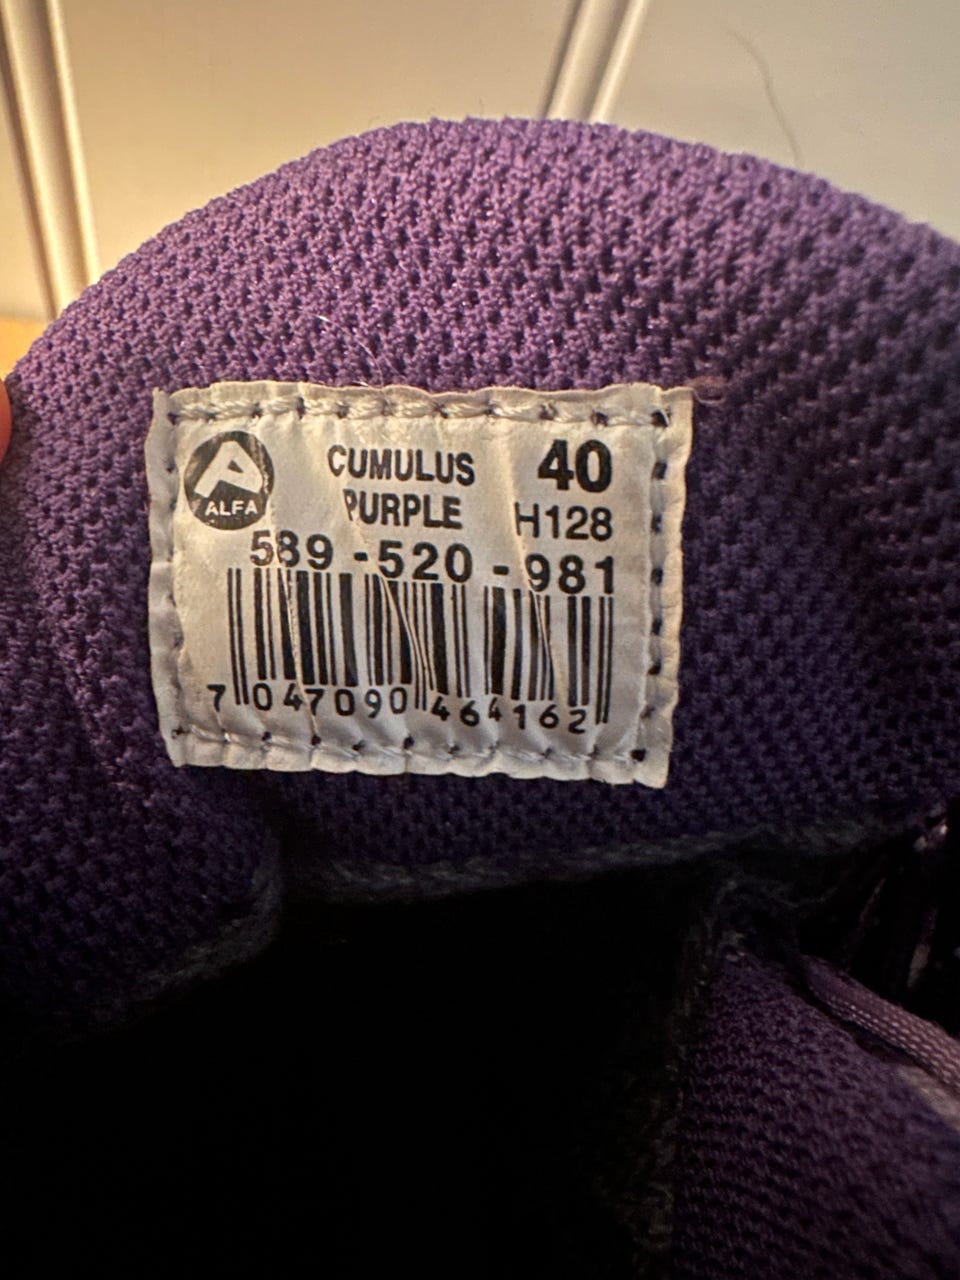 ALFA
CUMULUS 40
PURPLE H128
589-520-981
7 047090 464162